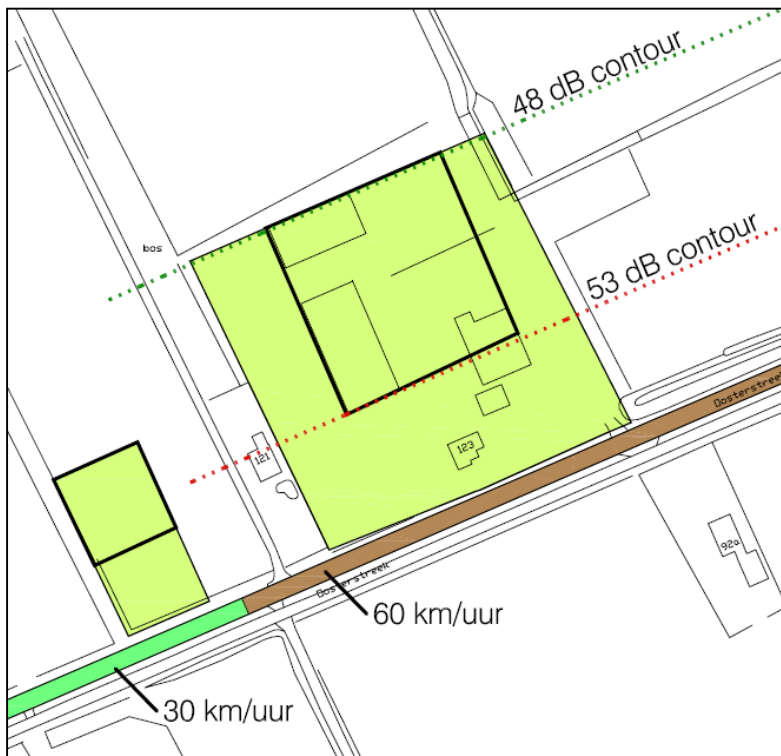 48 dB contour
bos
53 dB contour
Oosterstreek
121
123
92a
Oosterstreek
60 km/uur
30 km/uur